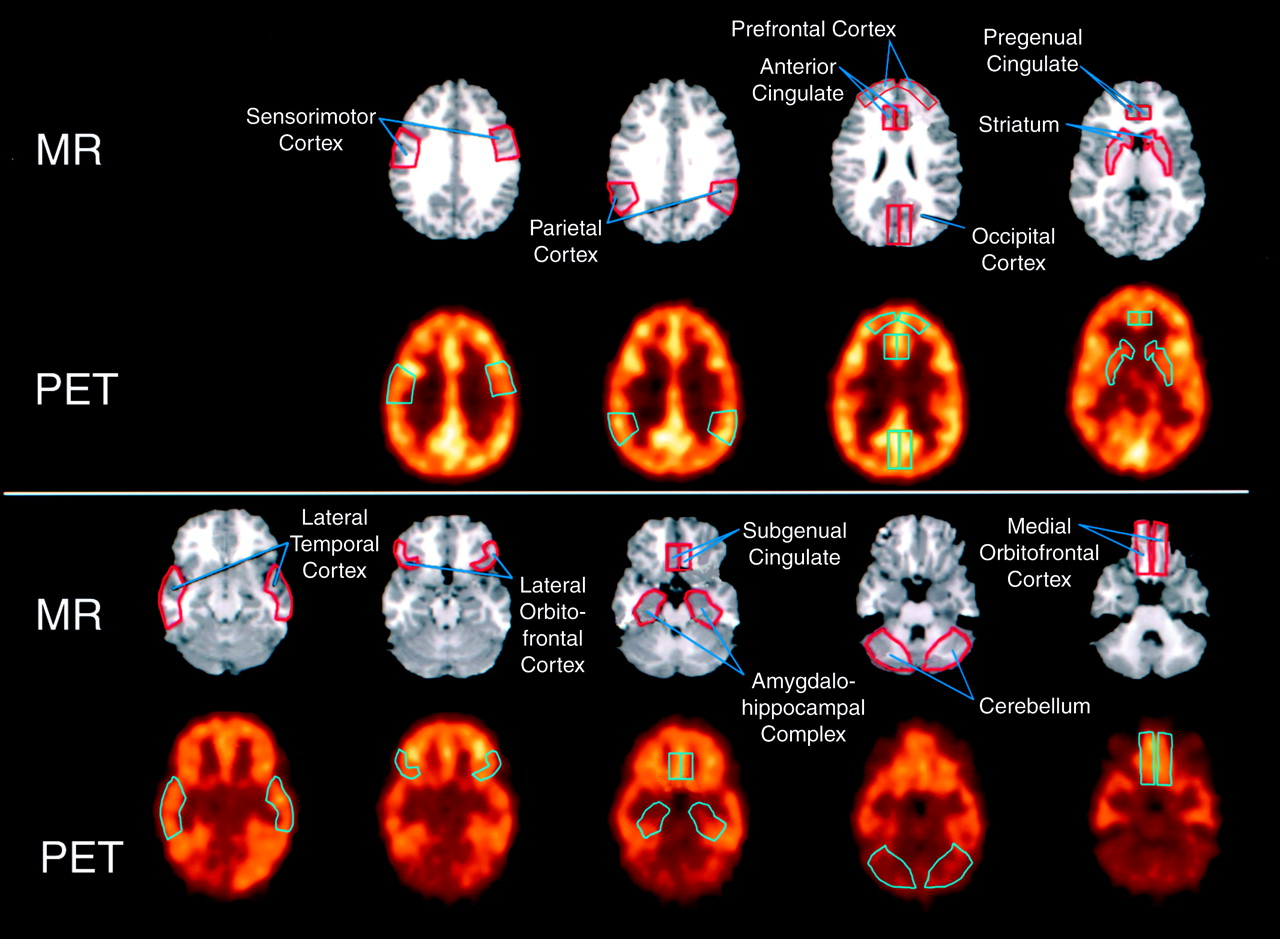 Prefrontal Cortex
Pregenual
Cingulate
Anterior
Cingulate
Sensorimotor
Cortex
Striatum
MR
Parietal
Cortex
Occipital
Cortex
PET
Lateral
Temporal
Cortex
Subgenual
Cingulate
Medial
Orbitofrontal
Cortex
Lateral
Orbito-
frontal
Cortex
MR
Amygdalo-
hippocampal
Complex
Cerebellum
PET